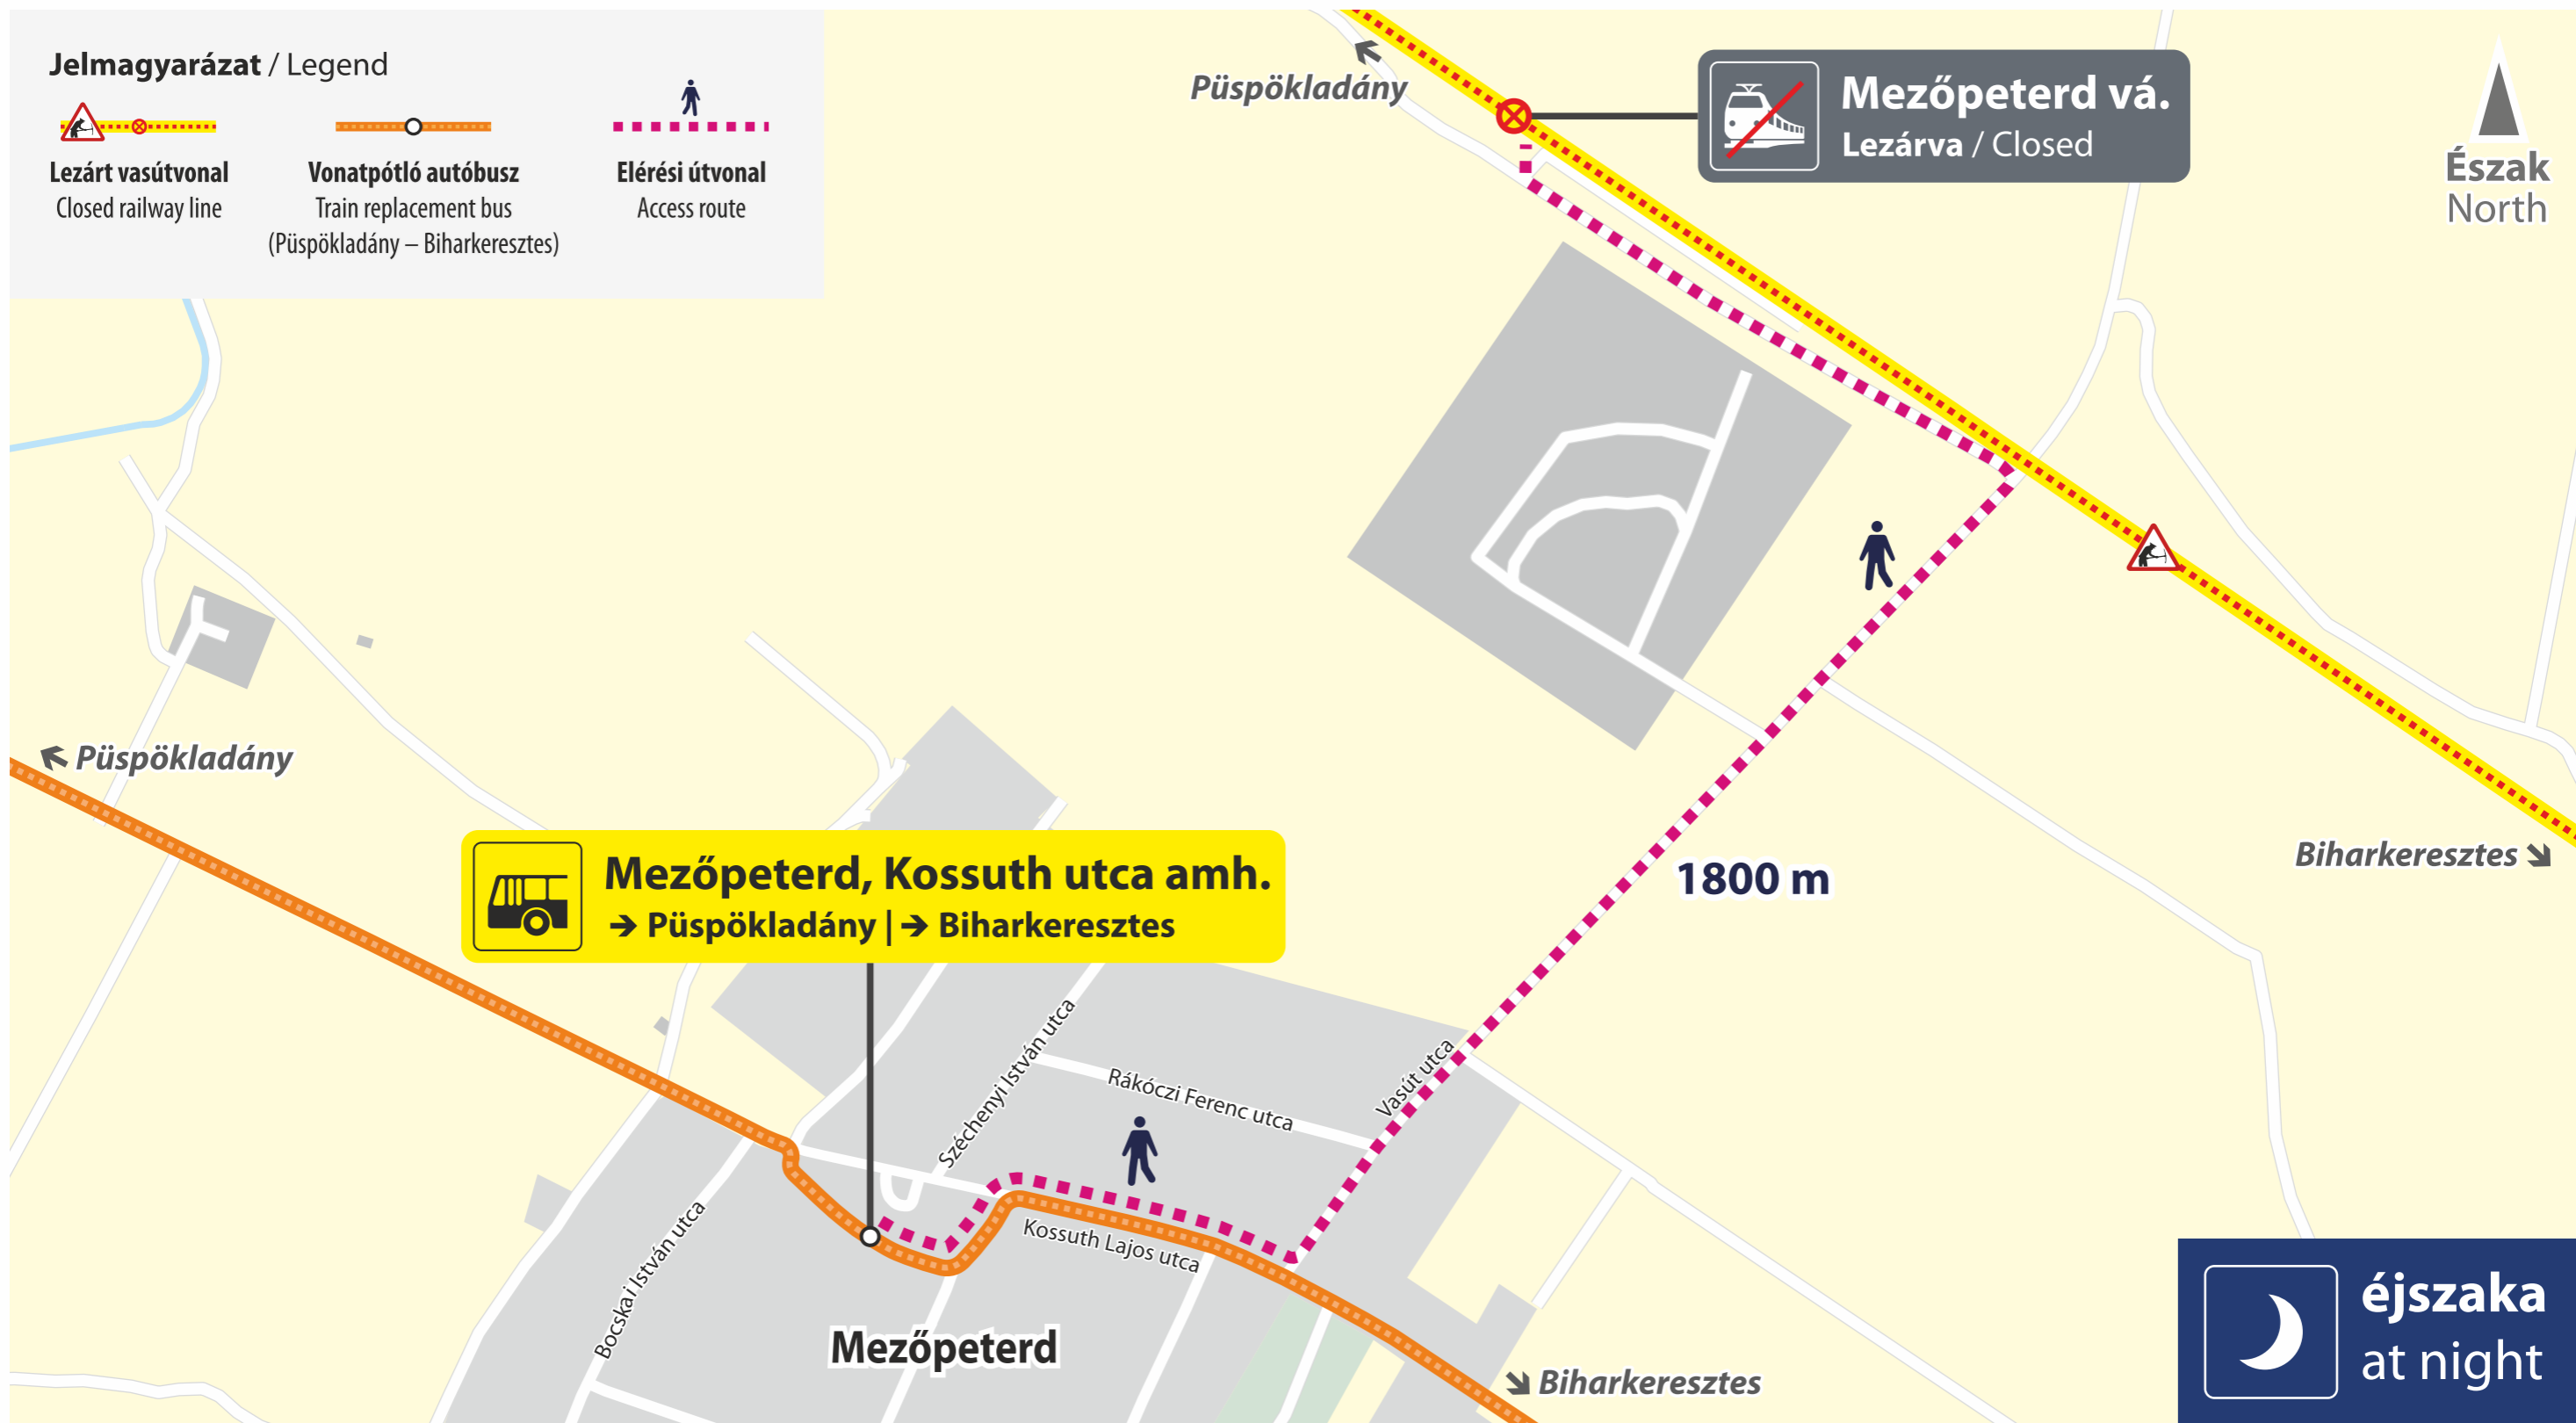 Jelmagyarázat / Legend
Lezárt vasútvonal
Closed railway line
Vonatpótló autóbusz
Train replacement bus
(Püspökladány – Biharkeresztes)
Elérési útvonal
Access route
Püspökladány
Mezőpeterd vá.
Lezárva / Closed
Észak
North
Püspökladány
Biharkeresztes
Mezőpeterd, Kossuth utca amh.
➔ Püspökladány | ➔ Biharkeresztes
1800 m
Széchenyi István utca
Rákóczi Ferenc utca
Vasút utca
Bocskai István utca
Kossuth Lajos utca
Mezőpeterd
Biharkeresztes
éjszaka
at night